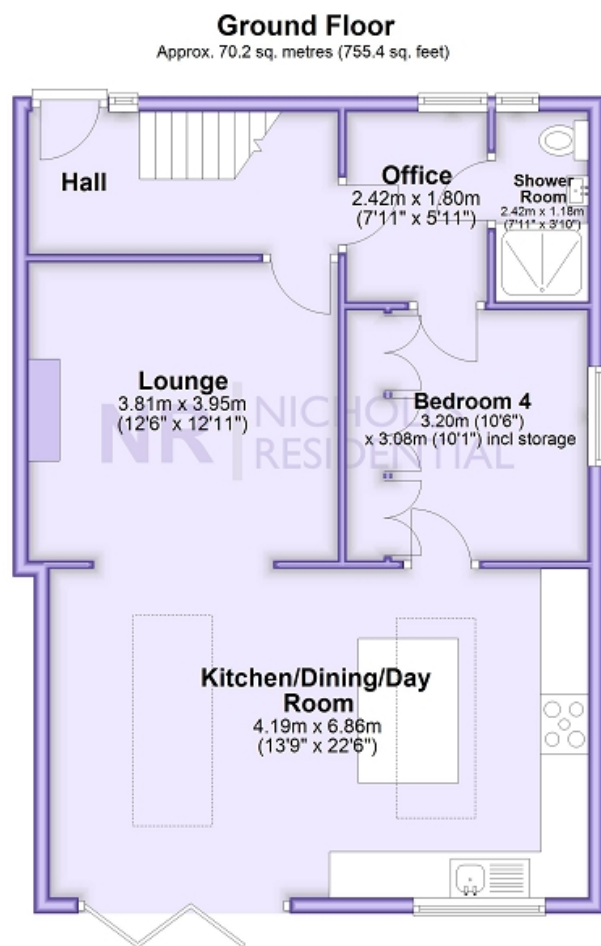 Ground Floor
Approx. 70.2 sq. metres (755.4 sq. feet)
Hall
Office
2.42m x 1.80m
(7'11" x 5'11")
Shower
Room
2.42m x 1.18m
(7'11" x 3'10")
Lounge
3.81m x 3.95m
(12'6" x 12'11")
Bedroom 4
3.20m (10'6")
x 3.08m (10'1") incl storage
NR
RESIDENTIAL
Kitchen/Dining/Day
Room
4.19m x 6.86m
(13'9" x 22'6")